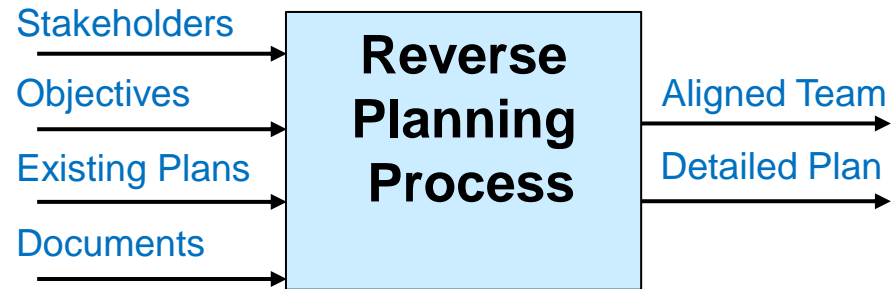 Stakeholders
Objectives
Existing Plans
Documents
Reverse
Planning
Process
Aligned Team
Detailed Plan